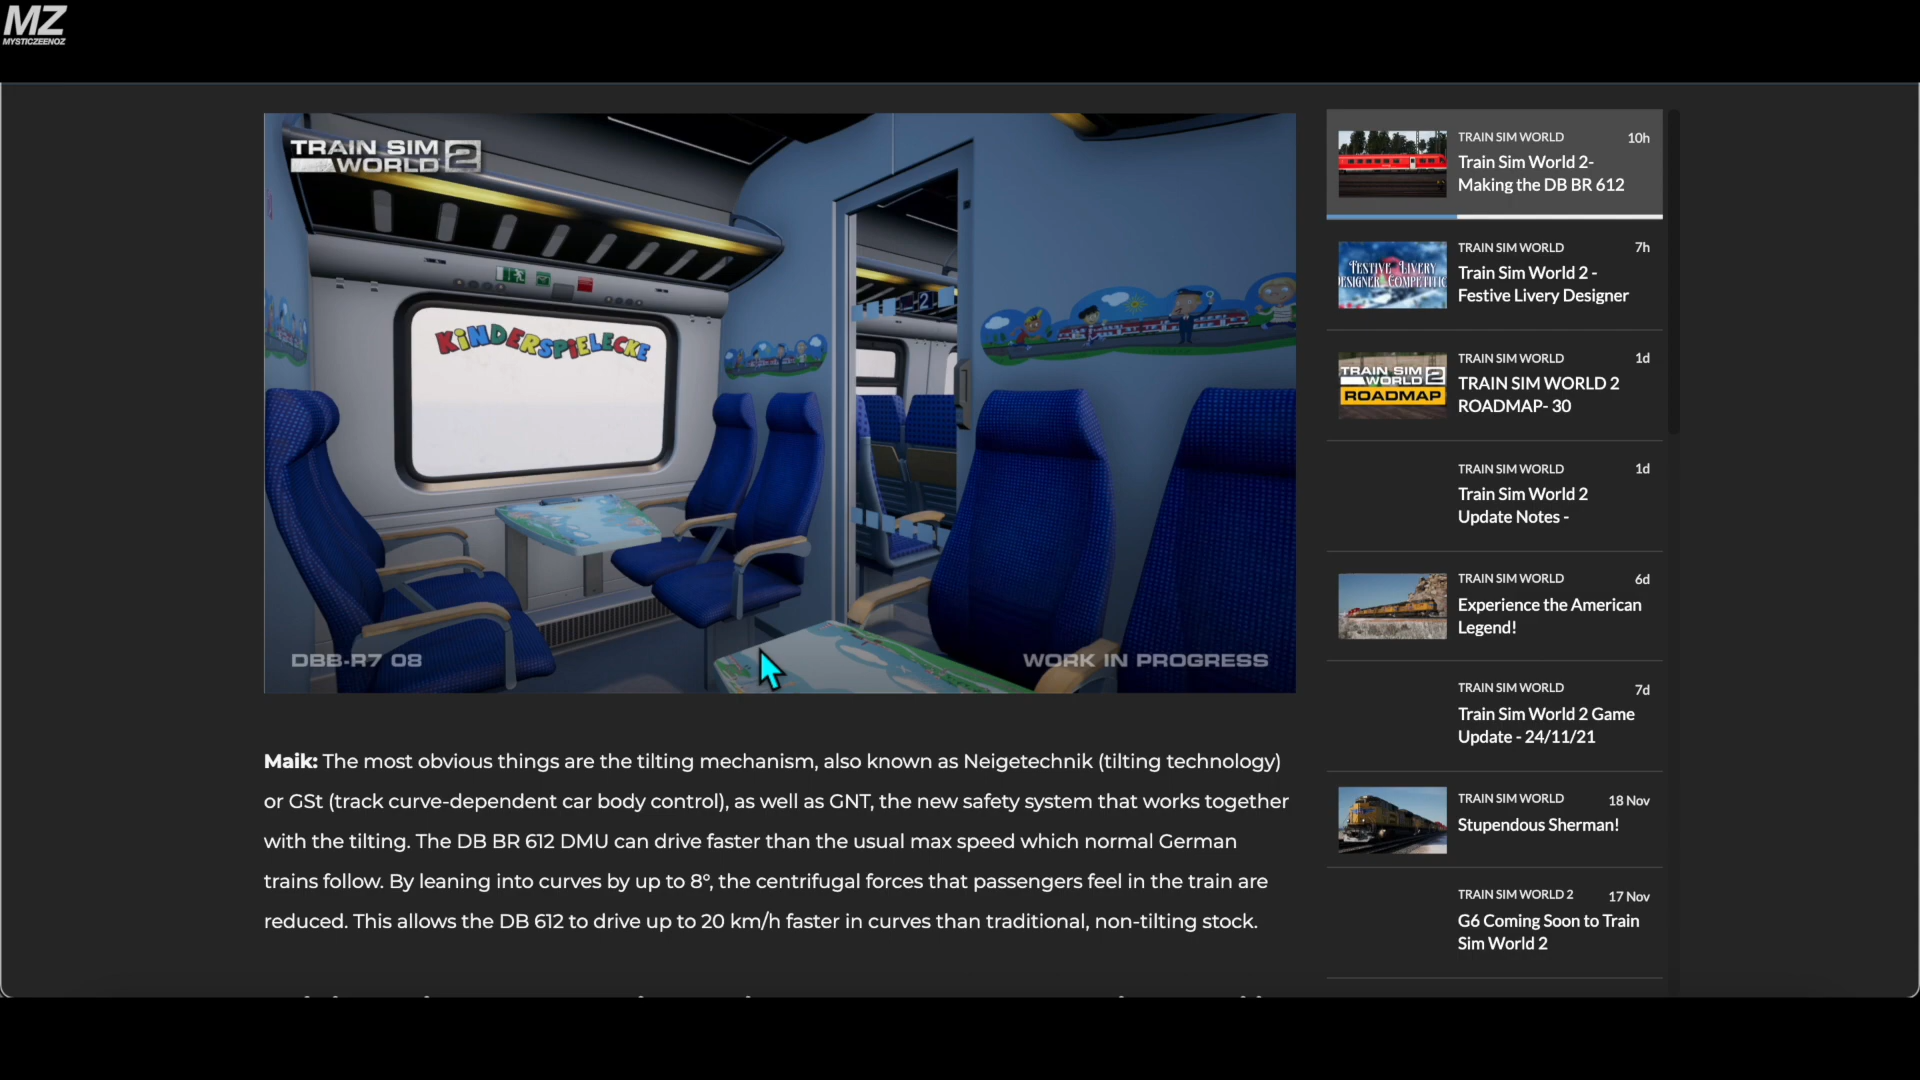 MZ
MYSTICZEENOZ
TRAIN SIM
WORLD 2
KiNDERSPiELECKE
2
DBB-R7 08
WORK IN PROGRESS
Maik: The most obvious things are the tilting mechanism, also known as Neigetechnik (tilting technology)
or GSt (track curve-dependent car body control), as well as GNT, the new safety system that works together
with the tilting. The DB BR 612 DMU can drive faster than the usual max speed which normal German
trains follow. By leaning into curves by up to 8°, the centrifugal forces that passengers feel in the train are
reduced. This allows the DB 612 to drive up to 20 km/h faster in curves than traditional, non-tilting stock.
TRAIN SIM WORLD 10h
Train Sim World 2-
Making the DB BR 612
FESTIVE LIVERY
DESIGNER COMPETITIO
TRAIN SIM WORLD 7h
Train Sim World 2 -
Festive Livery Designer
TRAIN SIM
WORLD 2
ROADMAP
TRAIN SIM WORLD 1d
TRAIN SIM WORLD 2
ROADMAP- 30
TRAIN SIM WORLD 1d
Train Sim World 2
Update Notes -
TRAIN SIM WORLD 6d
Experience the American
Legend!
TRAIN SIM WORLD 7d
Train Sim World 2 Game
Update - 24/11/21
TRAIN SIM WORLD 18 Nov
Stupendous Sherman!
TRAIN SIM WORLD 2 17 Nov
G6 Coming Soon to Train
Sim World 2